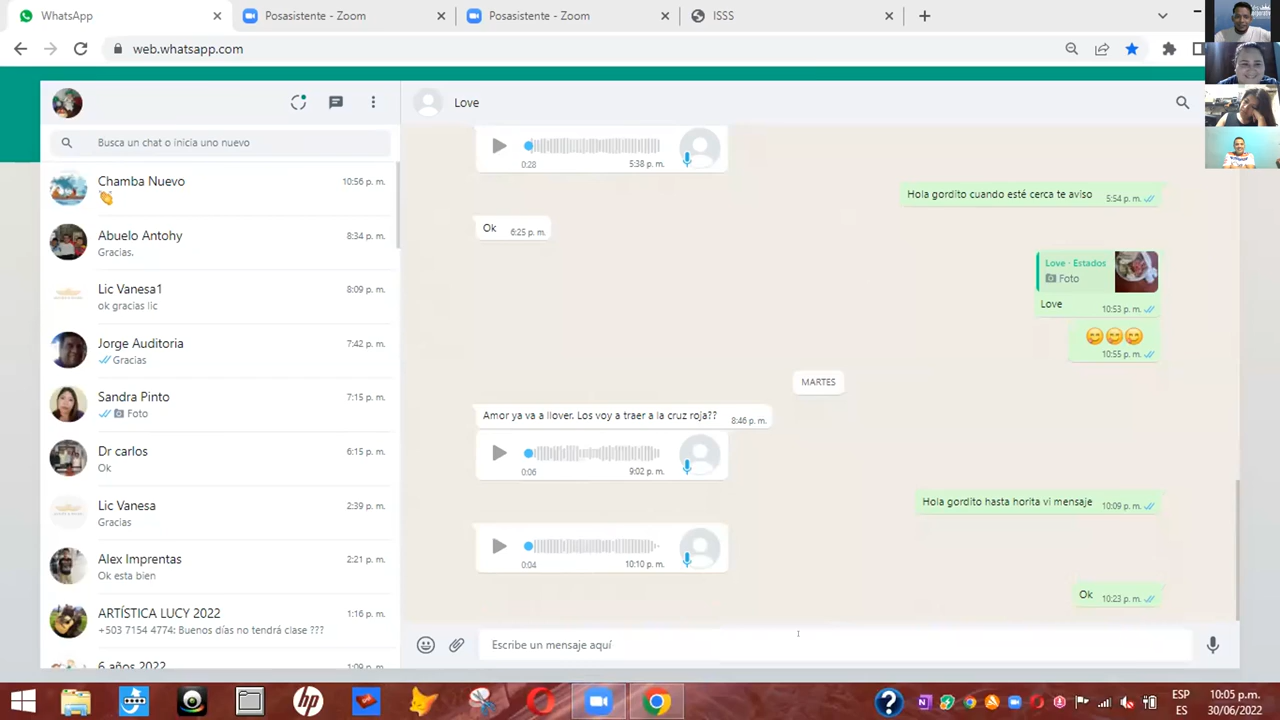 WhatsApp
Posasistente - Zoom
Posasistente - Zoom
ISSS
web.whatsapp.com
Love
Busca un chat o inicia uno nuevo
Chamba Nuevo 10:56 p. m.
Abuelo Antohy 8:34 p. m.
Gracias.
Lic Vanesa1 8:09 p. m.
ok gracias lic
Jorge Auditoria 7:42 p. m.
Gracias
Sandra Pinto 7:15 p. m.
Foto
Dr carlos 6:15 p. m.
Ok
Lic Vanesa 2:39 p. m.
Gracias
Alex Imprentas 2:21 p. m.
Ok esta bien
ARTÍSTICA LUCY 2022 1:16 p. m.
+503 7154 4774: Buenos días no tendrá clase ???
6 años 2022 1:09 p. m.
0:28 5:38 p. m.
Hola gordito cuando esté cerca te aviso 5:54 p. m.
Ok 6:25 p. m.
Love · Estados
Foto
Love 10:53 p. m.
10:55 p. m.
MARTES
Amor ya va a llover. Los voy a traer a la cruz roja?? 8:46 p. m.
0:06 9:02 p. m.
Hola gordito hasta horita vi mensaje 10:09 p. m.
0:04 10:10 p. m.
Ok 10:23 p. m.
Escribe un mensaje aquí
hp
ESP
ES
10:05 p. m.
30/06/2022